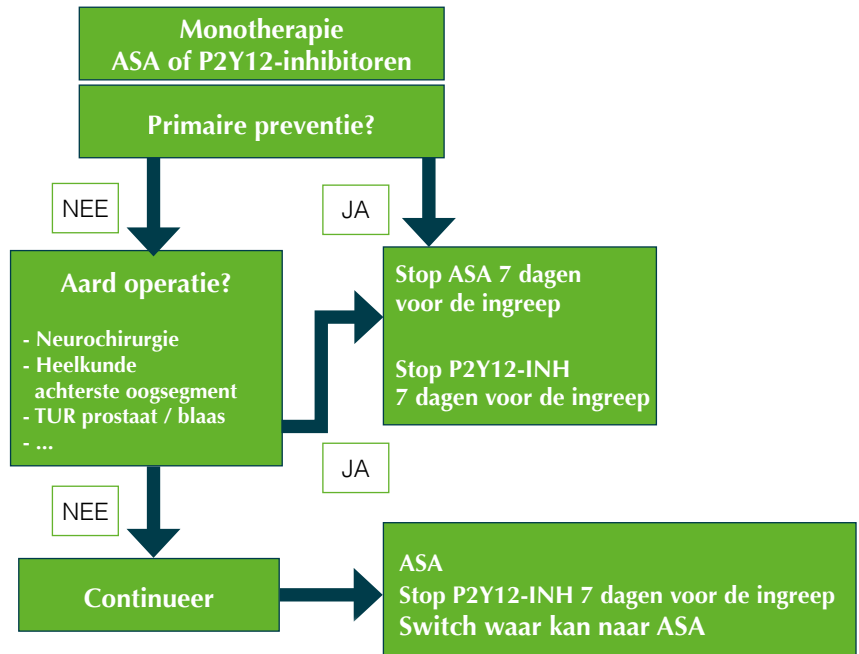 Monotherapie
ASA of P2Y12-inhibitoren
Primaire preventie?
NEE
JA
Aard operatie?
- Neurochirurgie
- Heelkunde
achterste oogsegment
- TUR prostaat / blaas
- ...
Stop ASA 7 dagen
voor de ingreep
Stop P2Y12-INH
7 dagen voor de ingreep
JA
NEE
Continueer
ASA
Stop P2Y12-INH 7 dagen voor de ingreep
Switch waar kan naar ASA